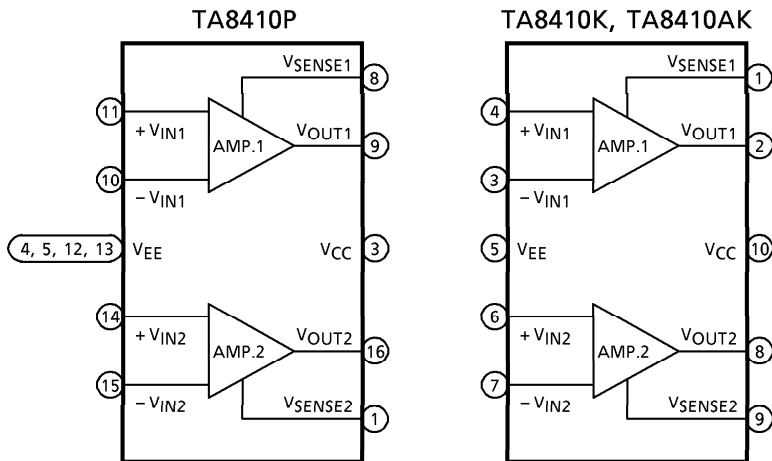 TA8410P
VSENSE1
8
11
+ VIN1
AMP.1
VOUT1
9
10
− VIN1
4, 5, 12, 13
VEE
VCC
3
14
+ VIN2
AMP.2
VOUT2
16
15
− VIN2
VSENSE2
1
TA8410K, TA8410AK
VSENSE1
1
4
+ VIN1
AMP.1
VOUT1
2
3
− VIN1
5
VEE
VCC
10
6
+ VIN2
AMP.2
VOUT2
8
7
− VIN2
VSENSE2
9